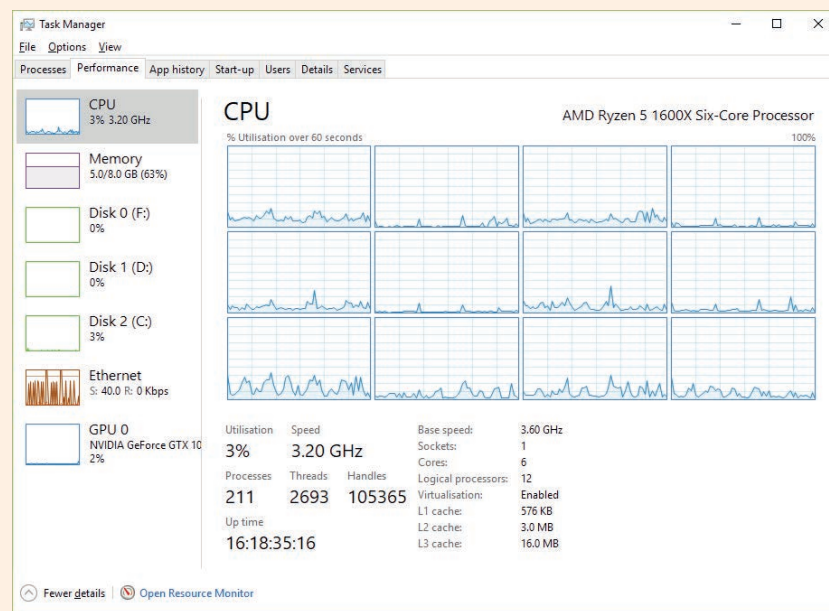 Task Manager
File Options View
Processes Performance App history Start-up Users Details Services
CPU
3% 3.20 GHz
Memory
5.0/8.0 GB (63%)
Disk 0 (F:)
0%
Disk 1 (D:)
0%
Disk 2 (C:)
3%
Ethernet
S: 40.0 R: 0 Kbps
GPU 0
NVIDIA GeForce GTX 10
2%
CPU AMD Ryzen 5 1600X Six-Core Processor
% Utilisation over 60 seconds 100%
Utilisation Speed
3% 3.20 GHz
Processes Threads Handles
211 2693 105365
Up time
16:18:35:16
Base speed: 3.60 GHz
Sockets: 1
Cores: 6
Logical processors: 12
Virtualisation: Enabled
L1 cache: 576 KB
L2 cache: 3.0 MB
L3 cache: 16.0 MB
Fewer details Open Resource Monitor